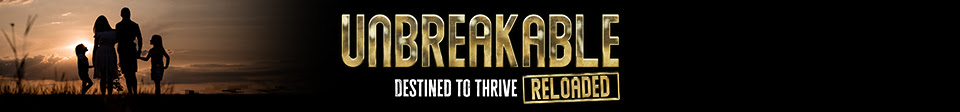 UNBREAKABLE
DESTINED TO THRIVE RELOADED